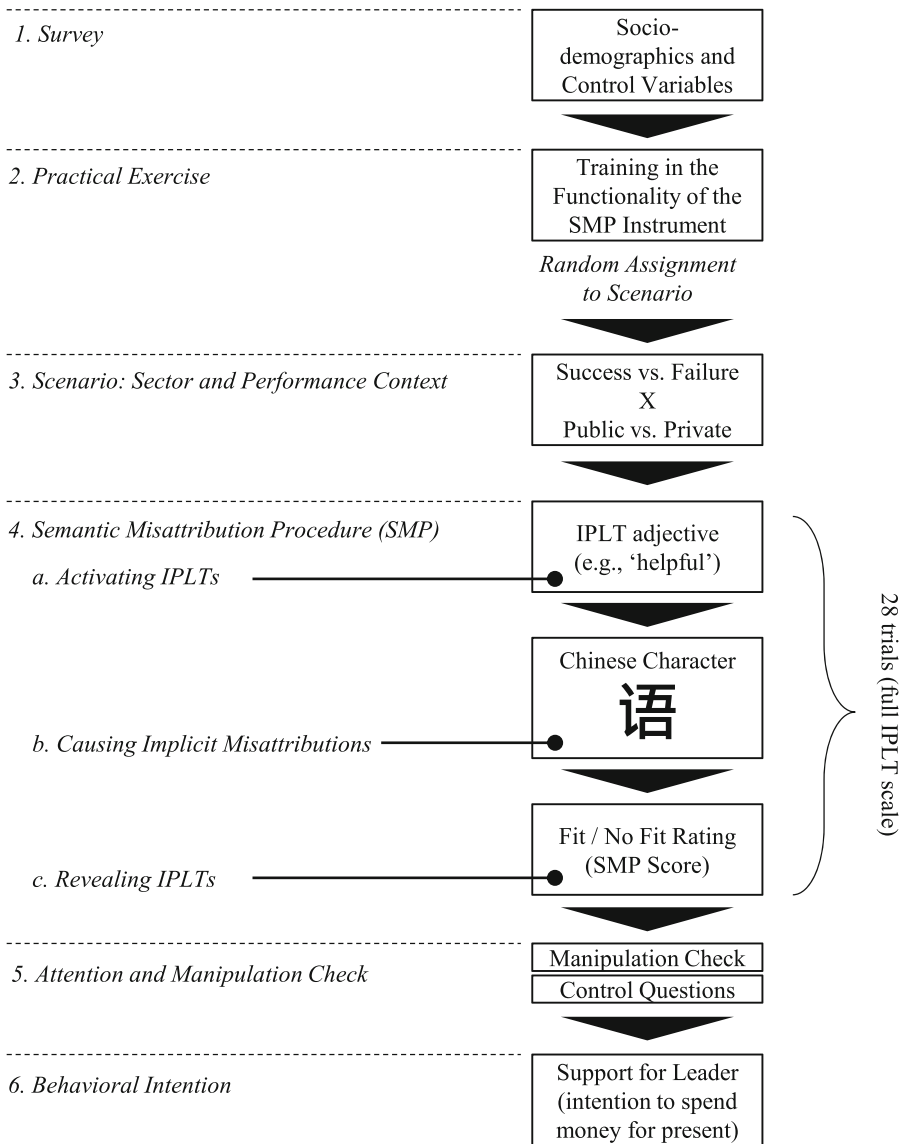 1. Survey
Socio-
demographics and
Control Variables
2. Practical Exercise
Training in the
Functionality of the
SMP Instrument
Random Assignment
to Scenario
3. Scenario: Sector and Performance Context
Success vs. Failure
X
Public vs. Private
4. Semantic Misattribution Procedure (SMP)
IPLT adjective
(e.g., ‘helpful’)
a. Activating IPLTs
Chinese Character
语
b. Causing Implicit Misattributions
Fit / No Fit Rating
(SMP Score)
c. Revealing IPLTs
28 trials (full IPLT scale)
5. Attention and Manipulation Check
Manipulation Check
Control Questions
6. Behavioral Intention
Support for Leader
(intention to spend
money for present)